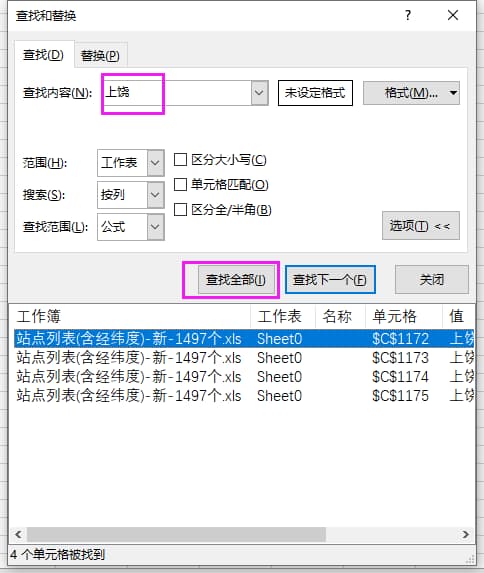 查找和替换
查找(D) 替换(P)
查找内容(N): 上饶 未设定格式 格式(M)...
范围(H): 工作表 区分大小写(C)
搜索(S): 按列 单元格匹配(O)
查找范围(L): 公式 区分全/半角(B)
选项(T) <<
查找全部(I) 查找下一个(F) 关闭
工作簿 工作表 名称 单元格 值
站点列表(含经纬度)-新-1497个.xls Sheet0 $C$1172 上饶
站点列表(含经纬度)-新-1497个.xls Sheet0 $C$1173 上饶
站点列表(含经纬度)-新-1497个.xls Sheet0 $C$1174 上饶
站点列表(含经纬度)-新-1497个.xls Sheet0 $C$1175 上饶
4 个单元格被找到